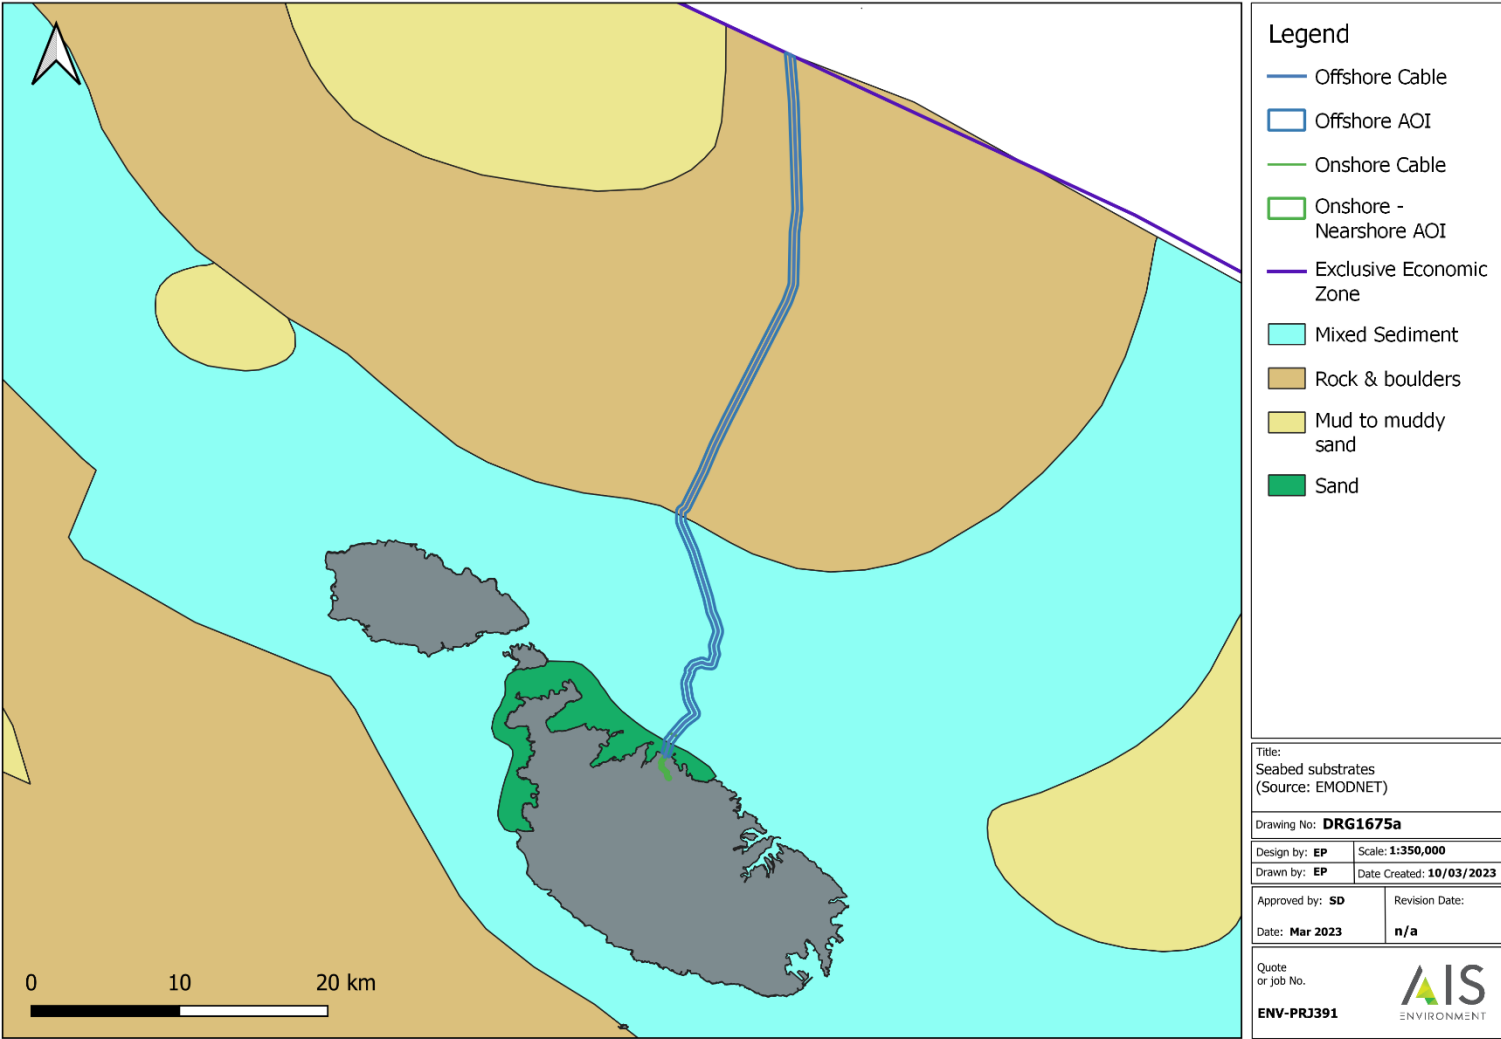 Legend
Offshore Cable
Offshore AOI
Onshore Cable
Onshore -
Nearshore AOI
Exclusive Economic
Zone
Mixed Sediment
Rock & boulders
Mud to muddy
sand
Sand
0 10 20 km
Title:
Seabed substrates
(Source: EMODNET)
Drawing No: DRG1675a
Design by: EP Scale: 1:350,000
Drawn by: EP Date Created: 10/03/2023
Approved by: SD Revision Date:
Date: Mar 2023 n/a
Quote
or job No.
ENV-PRJ391
AIS
ENVIRONMENT